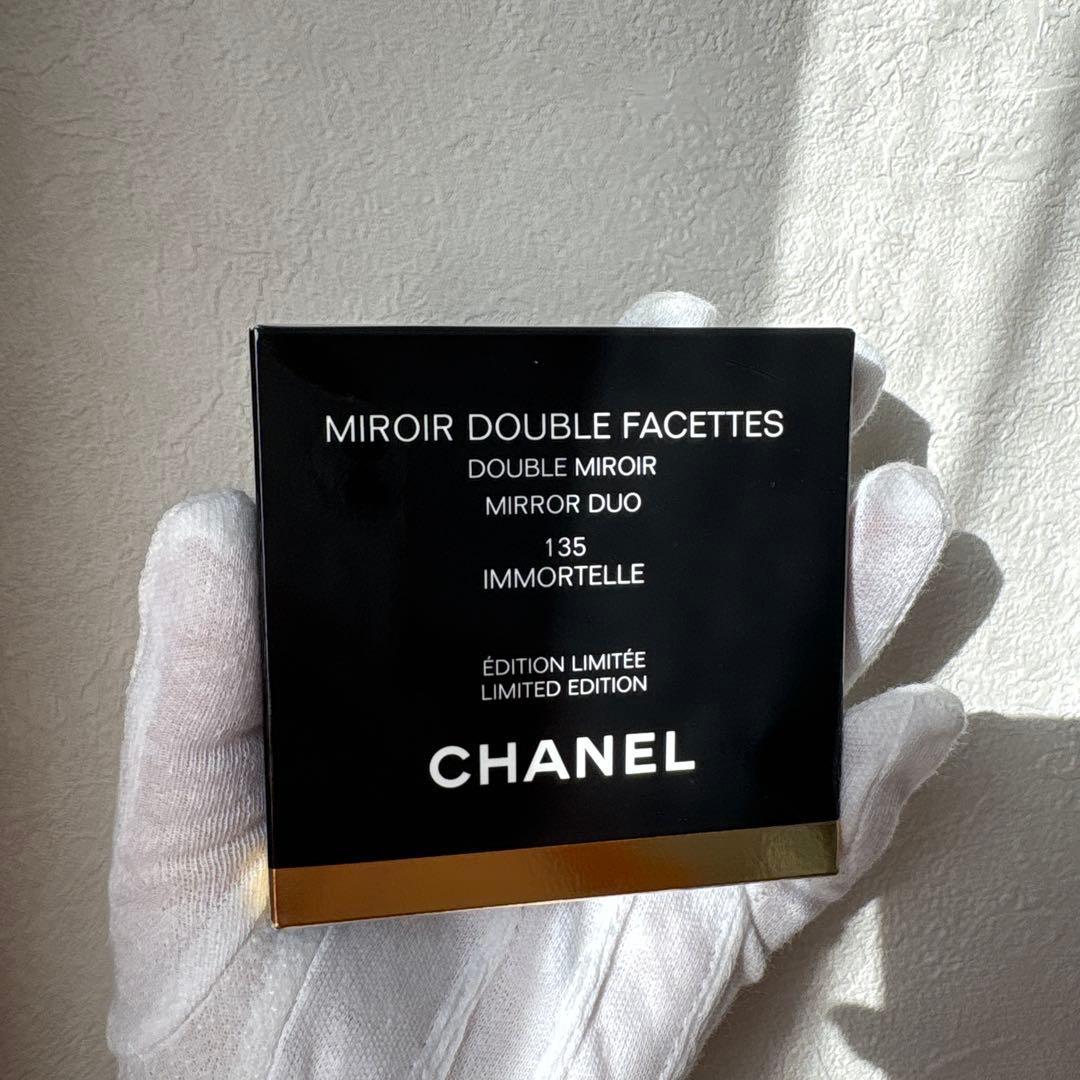 MIROIR DOUBLE FACETTES
DOUBLE MIROIR
MIRROR DUO
135
IMMORTELLE
ÉDITION LIMITÉE
LIMITED EDITION
CHANEL